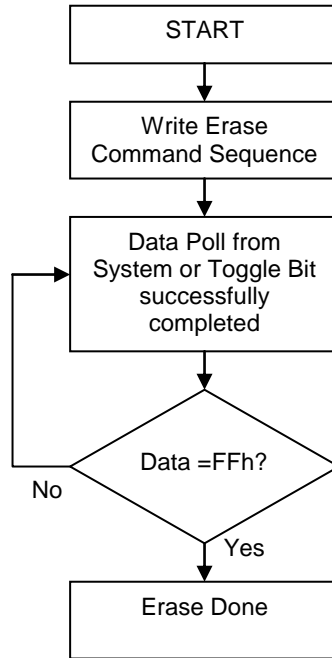 START
Write Erase
Command Sequence
Data Poll from
System or Toggle Bit
successfully
completed
Data =FFh?
No
Yes
Erase Done